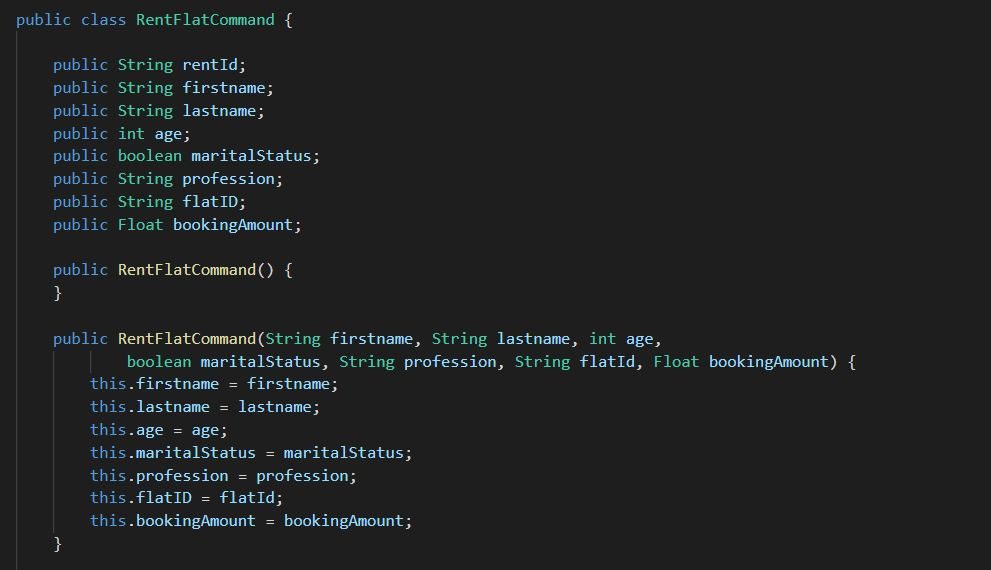 public class RentFlatCommand {
public String rentId;
public String firstname;
public String lastname;
public int age;
public boolean maritalStatus;
public String profession;
public String flatID;
public Float bookingAmount;
public RentFlatCommand() {
}
public RentFlatCommand(String firstname, String lastname, int age,
boolean maritalStatus, String profession, String flatId, Float bookingAmount) {
this.firstname = firstname;
this.lastname = lastname;
this.age = age;
this.maritalStatus = maritalStatus;
this.profession = profession;
this.flatID = flatId;
this.bookingAmount = bookingAmount;
}